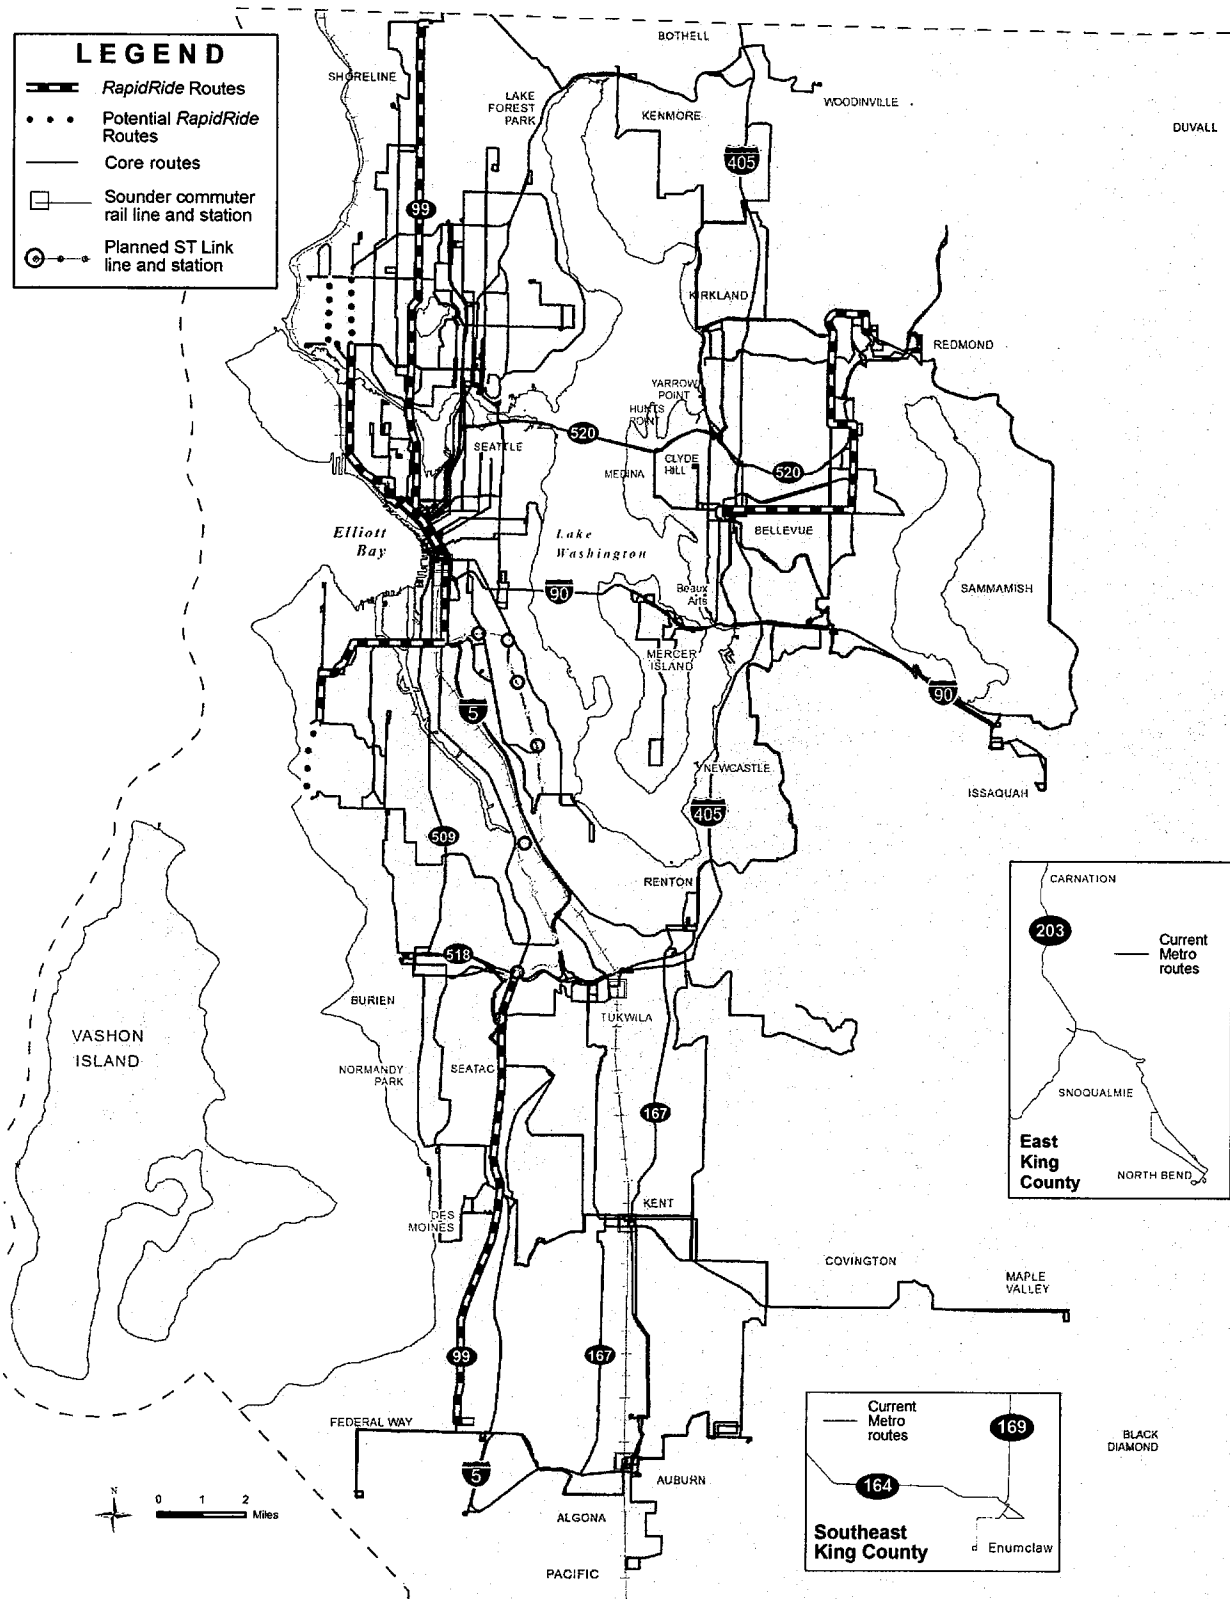 LEGEND
RapidRide Routes
Potential RapidRide
Routes
Core routes
Sounder commuter
rail line and station
Planned ST Link
line and station
BOTHELL
SHORELINE
LAKE
FOREST
PARK
KENMORE
WOODINVILLE
DUVALL
405
99
KIRKLAND
REDMOND
YARROW
POINT
HUNTS
POINT
520
SEATTLE
CLYDE
HILL
MEDINA
520
Elliott
Bay
Lake
Washington
BELLEVUE
90
Beaux
Arts
SAMMAMISH
MERCER
ISLAND
90
5
NEWCASTLE
ISSAQUAH
405
509
RENTON
CARNATION
203
Current
Metro
routes
518
BURIEN
TUKWILA
VASHON
ISLAND
NORMANDY
PARK
SEATAC
SNOQUALMIE
167
East
King
County
NORTH BEND
KENT
DES
MOINES
COVINGTON
MAPLE
VALLEY
99
167
FEDERAL WAY
Current
Metro
routes
169
BLACK
DIAMOND
5
AUBURN
164
N
0 1 2
Miles
ALGONA
Southeast
King County
Enumclaw
PACIFIC